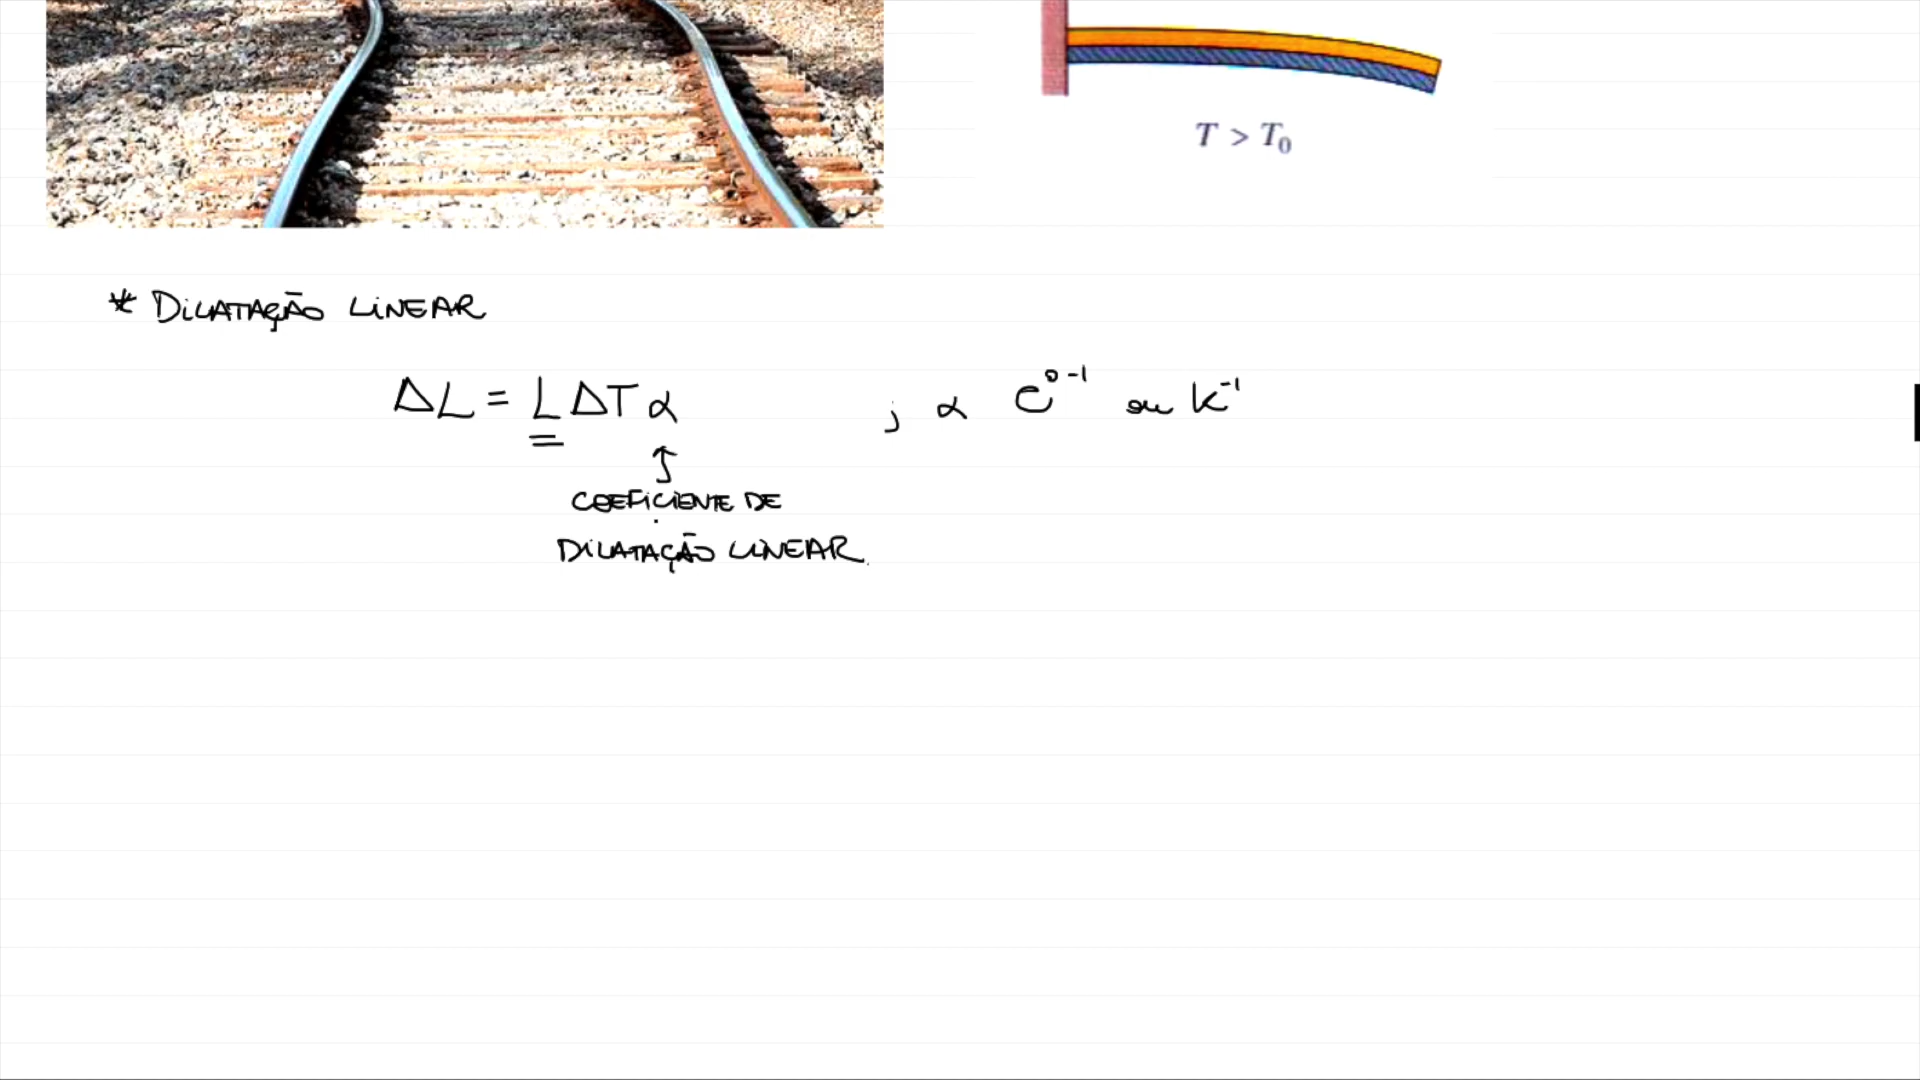 T > T₀
* DILATAÇÃO LINEAR
ΔL = L ΔT α ; α C°⁻¹ ou K⁻¹
COEFICIENTE DE
DILATAÇÃO LINEAR.